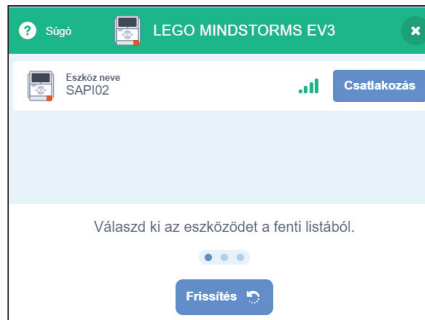 Súgó
LEGO MINDSTORMS EV3
Eszköz neve
SAPI02
Csatlakozás
Válaszd ki az eszközödet a fenti listából.
Frissítés